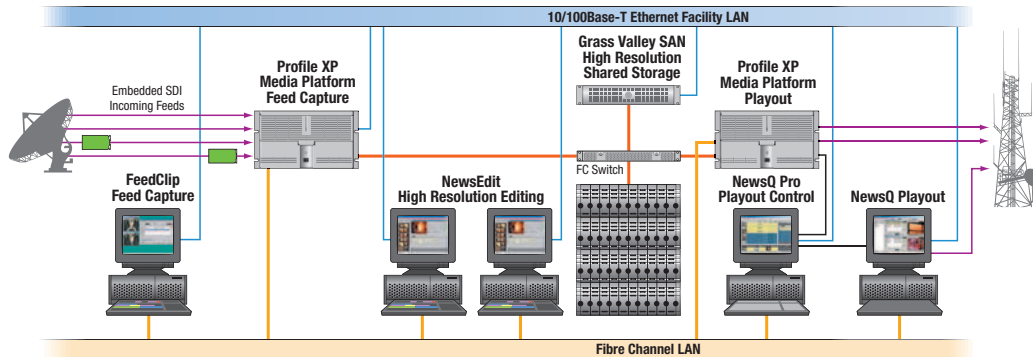 10/100Base-T Ethernet Facility LAN
Grass Valley SAN
High Resolution
Shared Storage
Profile XP
Media Platform
Feed Capture
Profile XP
Media Platform
Playout
Embedded SDI
Incoming Feeds
FC Switch
FeedClip
Feed Capture
NewsEdit
High Resolution Editing
NewsQ Pro
Playout Control
NewsQ Playout
Fibre Channel LAN